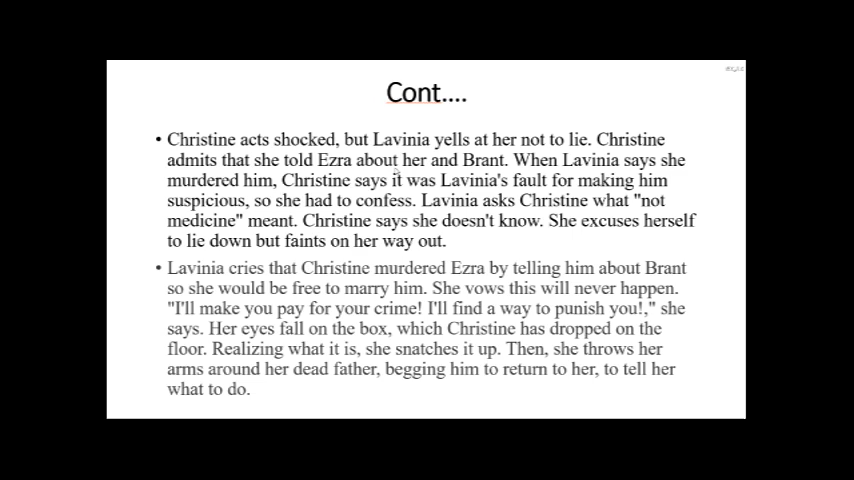 Cont....
• Christine acts shocked, but Lavinia yells at her not to lie. Christine
admits that she told Ezra about her and Brant. When Lavinia says she
murdered him, Christine says it was Lavinia's fault for making him
suspicious, so she had to confess. Lavinia asks Christine what "not
medicine" meant. Christine says she doesn't know. She excuses herself
to lie down but faints on her way out.
• Lavinia cries that Christine murdered Ezra by telling him about Brant
so she would be free to marry him. She vows this will never happen.
"I'll make you pay for your crime! I'll find a way to punish you!," she
says. Her eyes fall on the box, which Christine has dropped on the
floor. Realizing what it is, she snatches it up. Then, she throws her
arms around her dead father, begging him to return to her, to tell her
what to do.